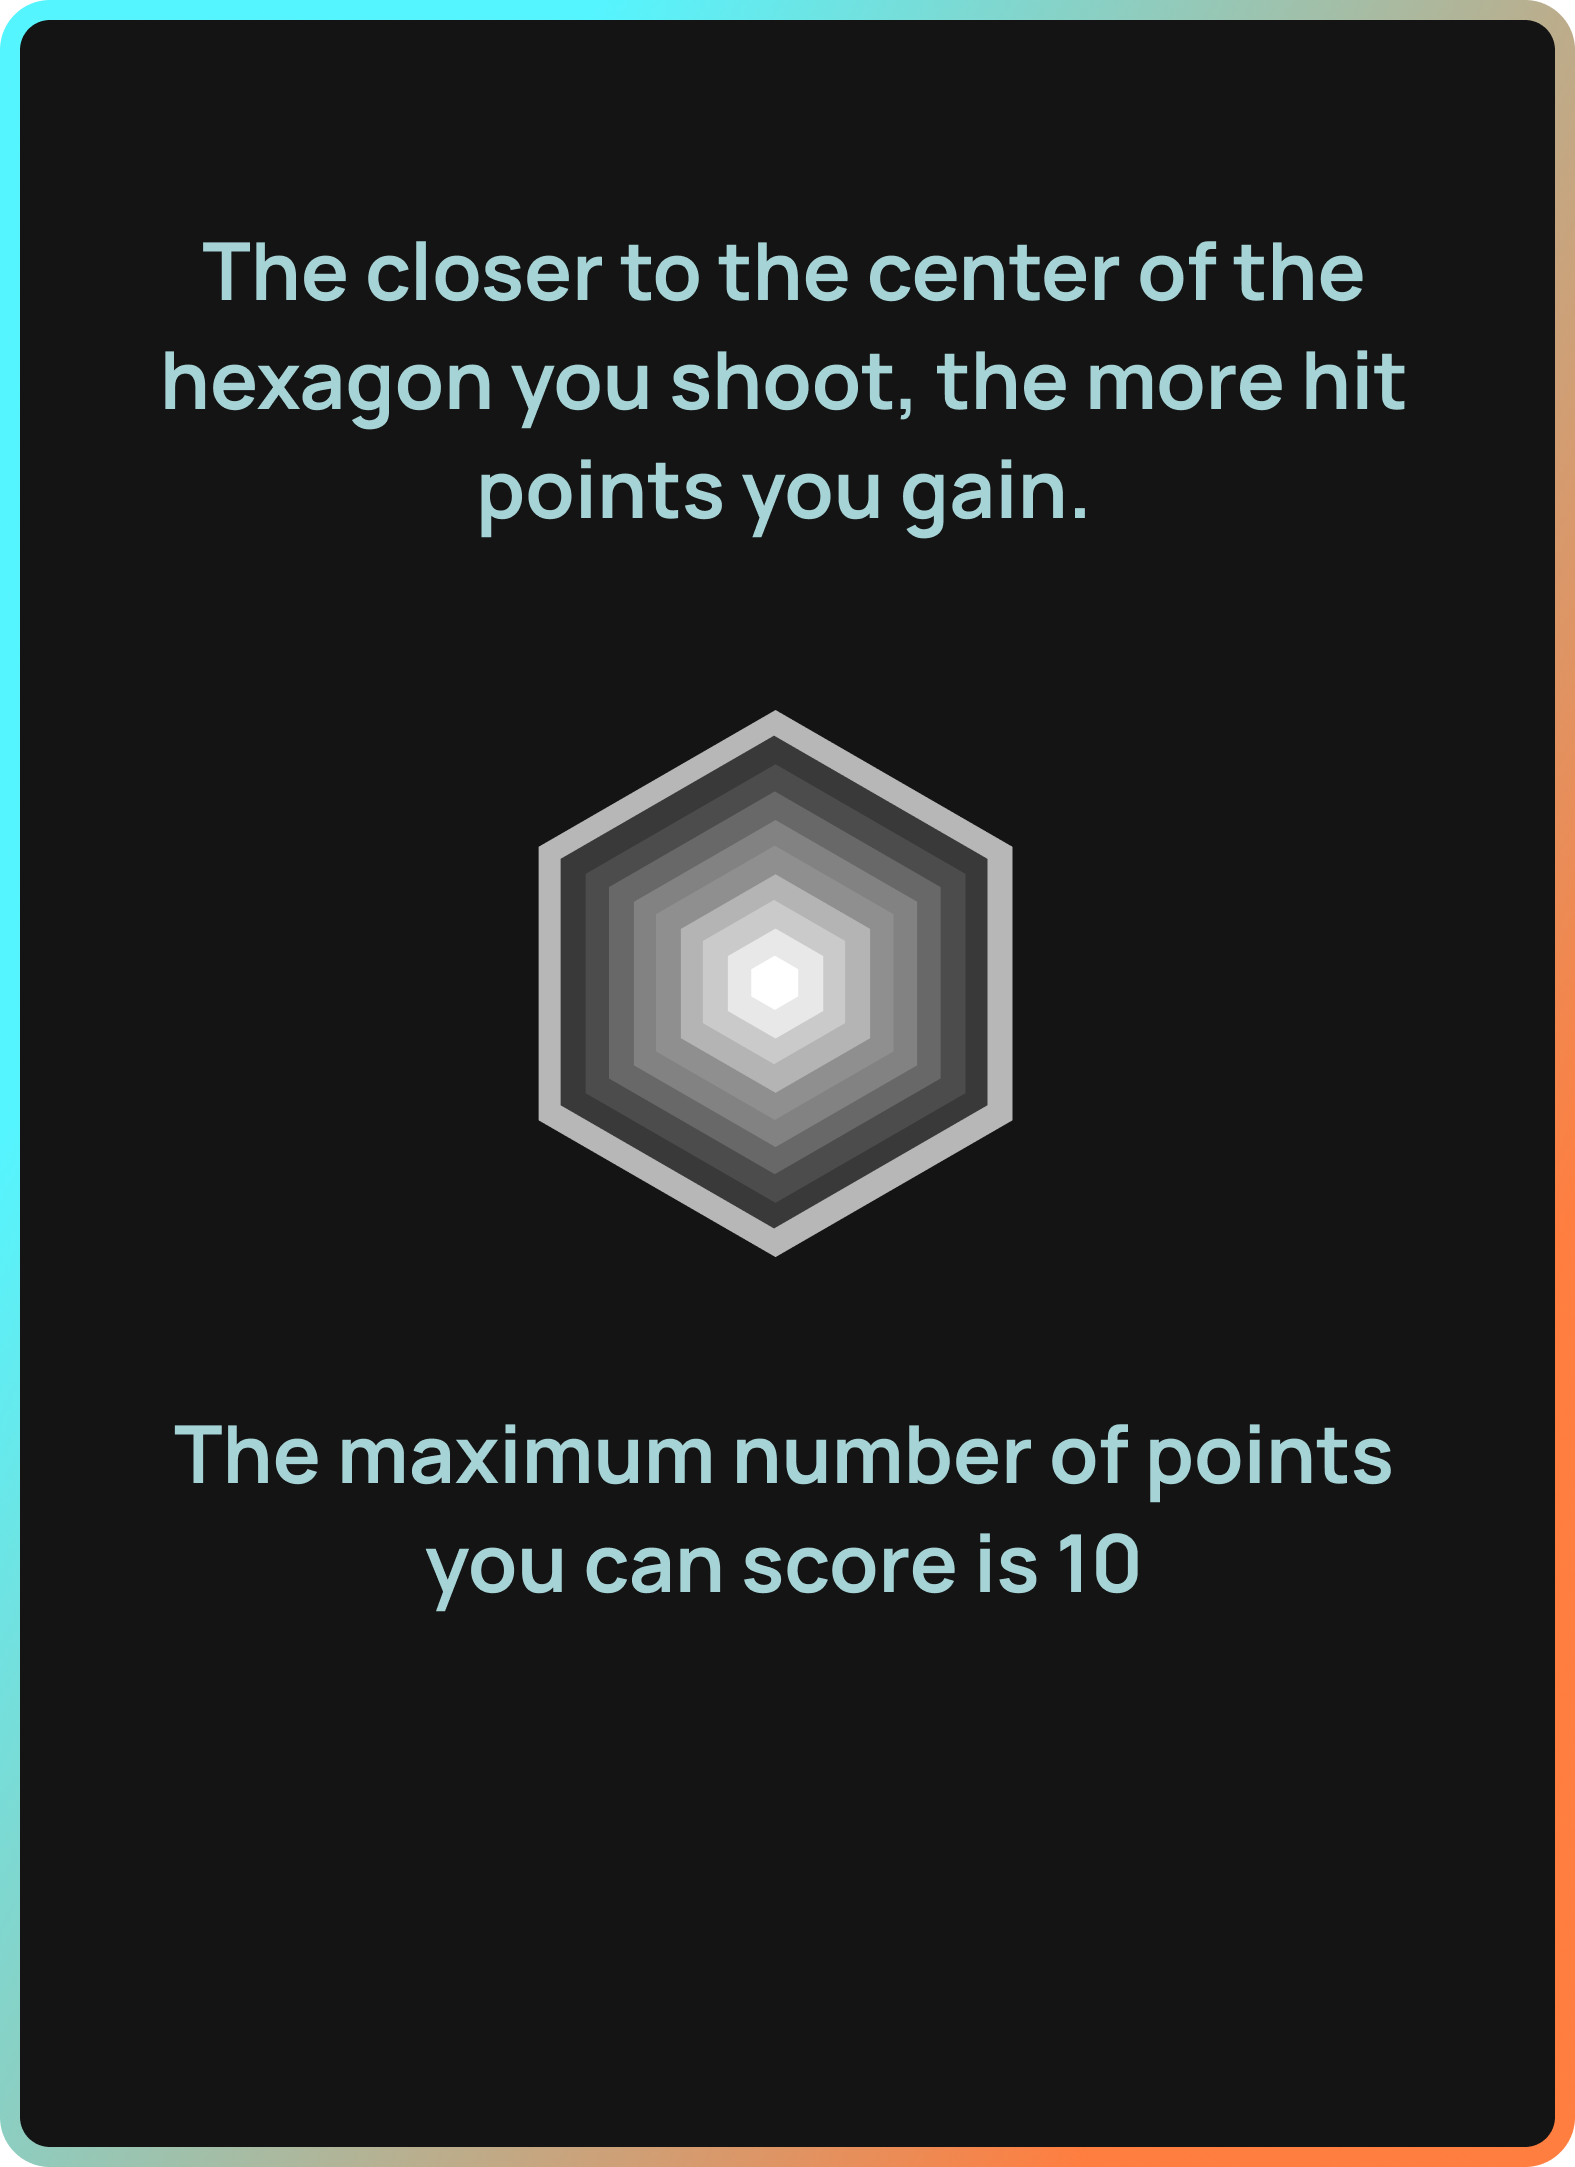 The closer to the center of the
hexagon you shoot, the more hit
points you gain.
The maximum number of points
you can score is 10